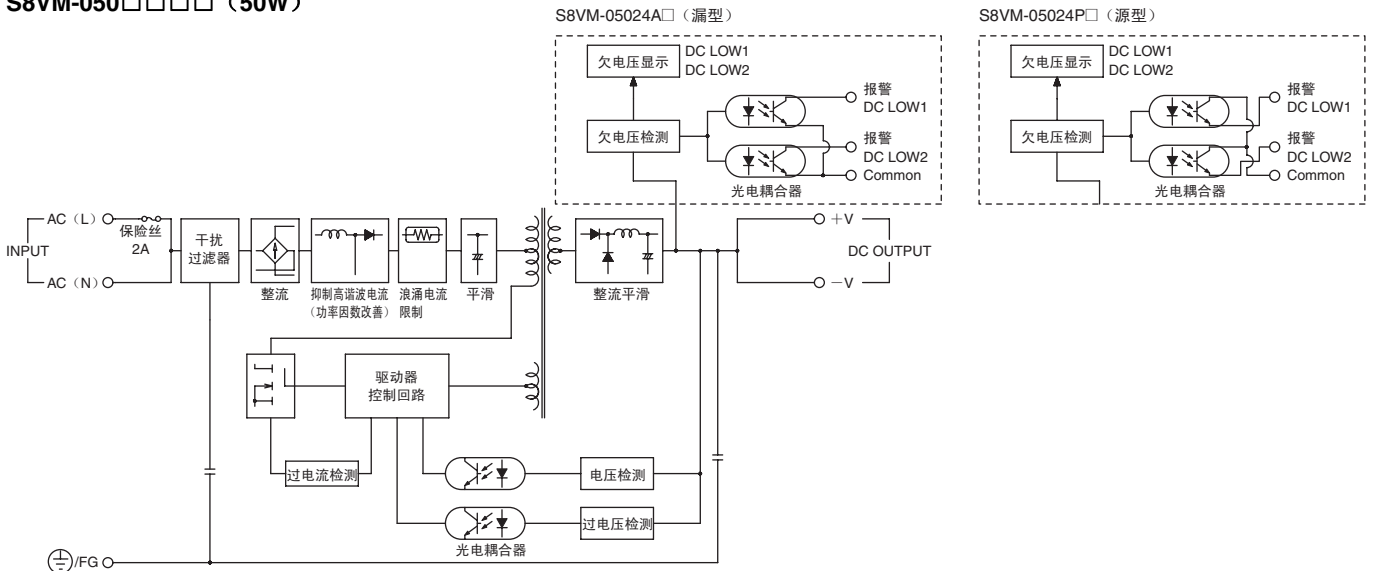 S8VM-050□□□□（50W）
S8VM-05024A□（漏型）
欠电压显示
DC LOW1
DC LOW2
欠电压检测
报警
DC LOW1
报警
DC LOW2
Common
光电耦合器
S8VM-05024P□（源型）
欠电压显示
DC LOW1
DC LOW2
欠电压检测
报警
DC LOW1
报警
DC LOW2
Common
光电耦合器
INPUT
AC（L）
AC（N）
保险丝
2A
干扰
过滤器
整流
抑制高谐波电流
（功率因数改善）
浪涌电流
限制
平滑
整流平滑
+V
DC OUTPUT
－V
驱动器
控制回路
过电流检测
电压检测
过电压检测
光电耦合器
/FG